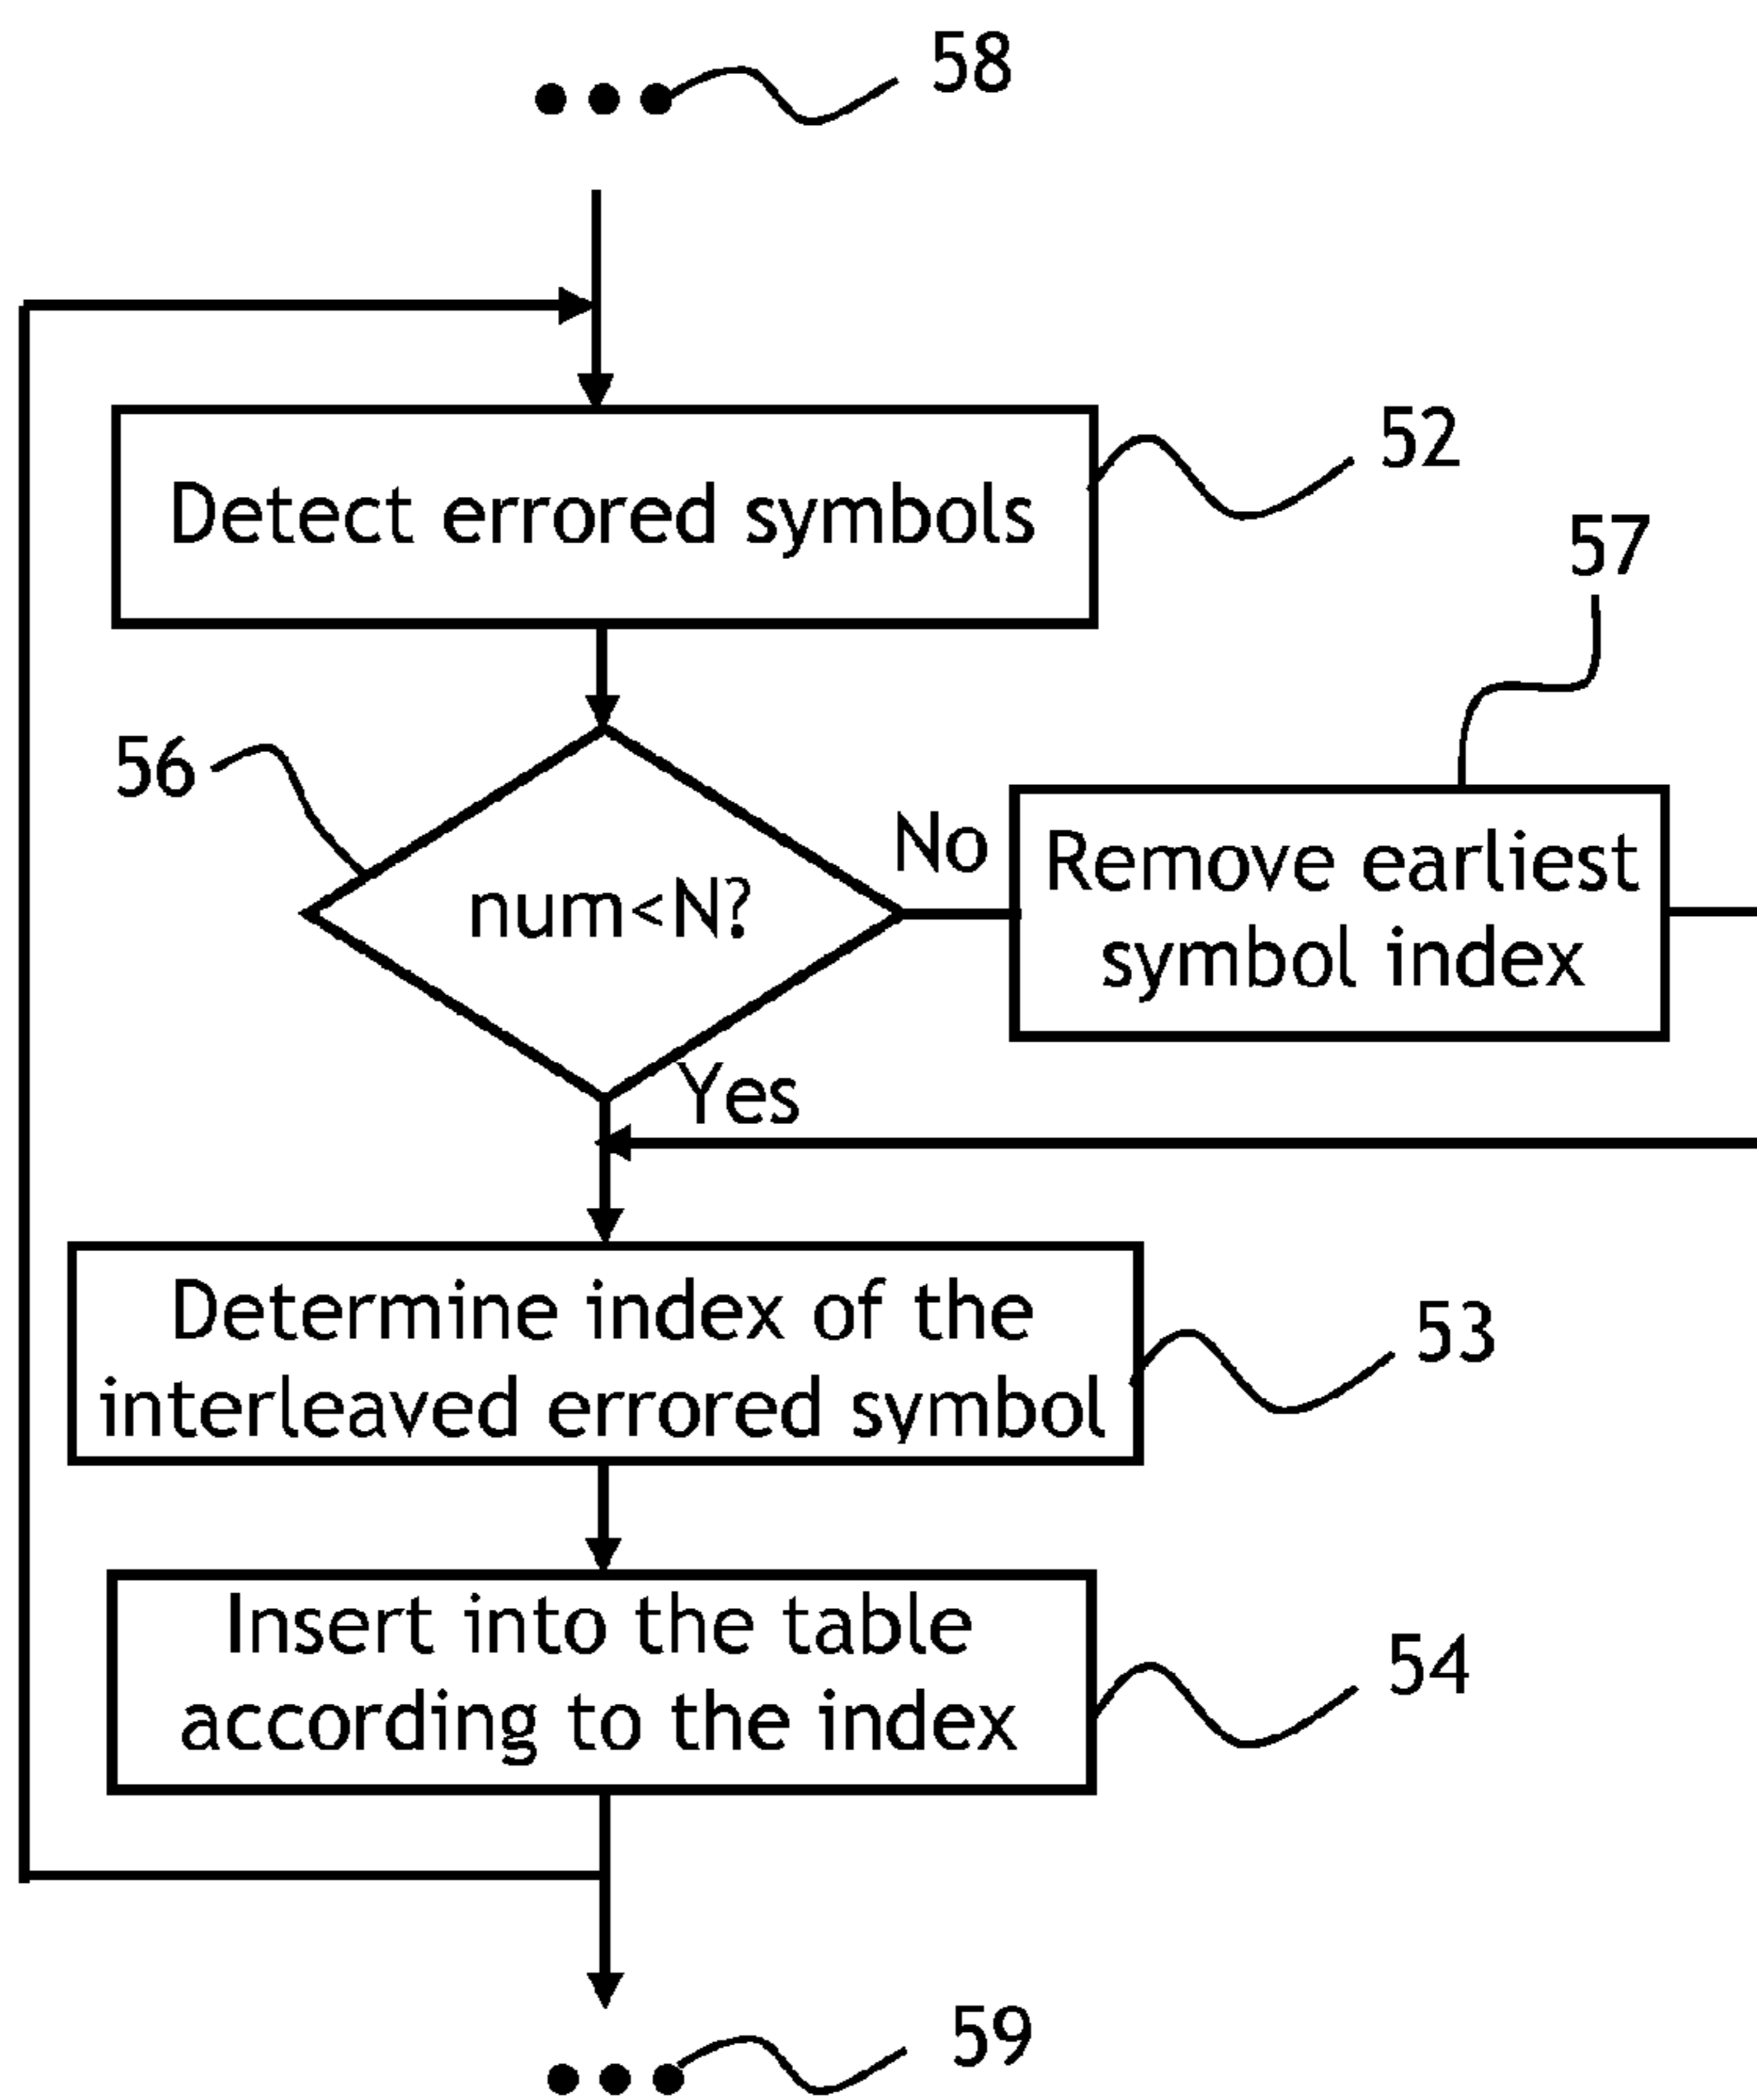 58
Detect errored symbols
52
57
56
num<N?
No
Remove earliest
symbol index
Yes
Determine index of the
interleaved errored symbol
53
Insert into the table
according to the index
54
59